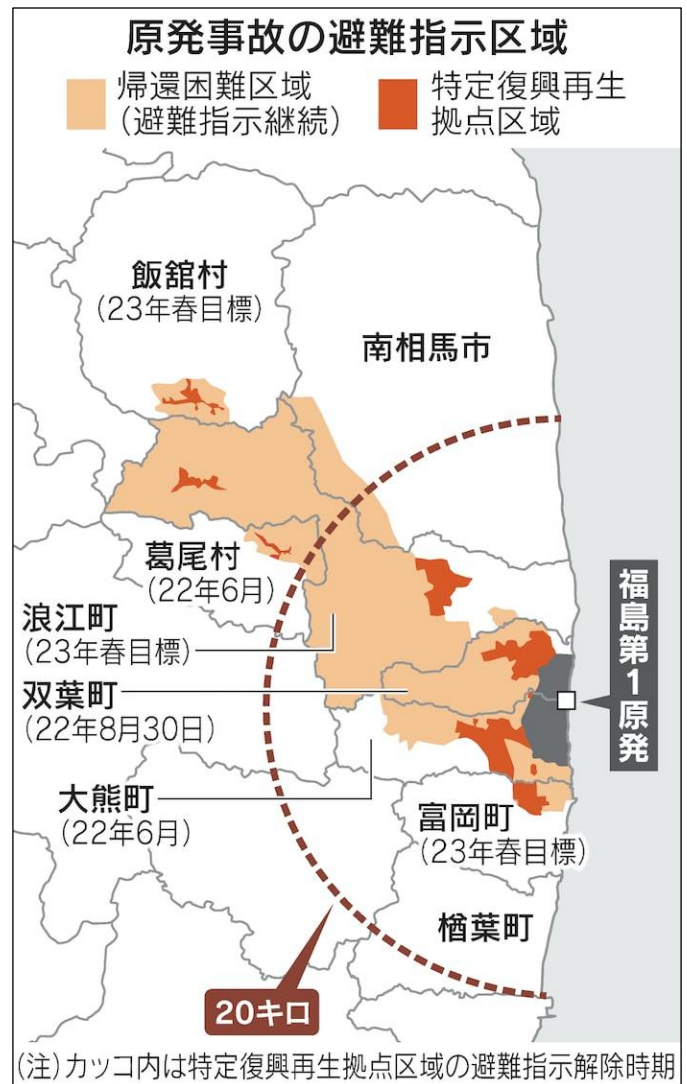 原発事故の避難指示区域
帰還困難区域
(避難指示継続)
特定復興再生
拠点区域
飯舘村
(23年春目標)
南相馬市
葛尾村
(22年6月)
浪江町
(23年春目標)
双葉町
(22年8月30日)
大熊町
(22年6月)
福島第1原発
富岡町
(23年春目標)
楢葉町
20キロ
(注)カッコ内は特定復興再生拠点区域の避難指示解除時期